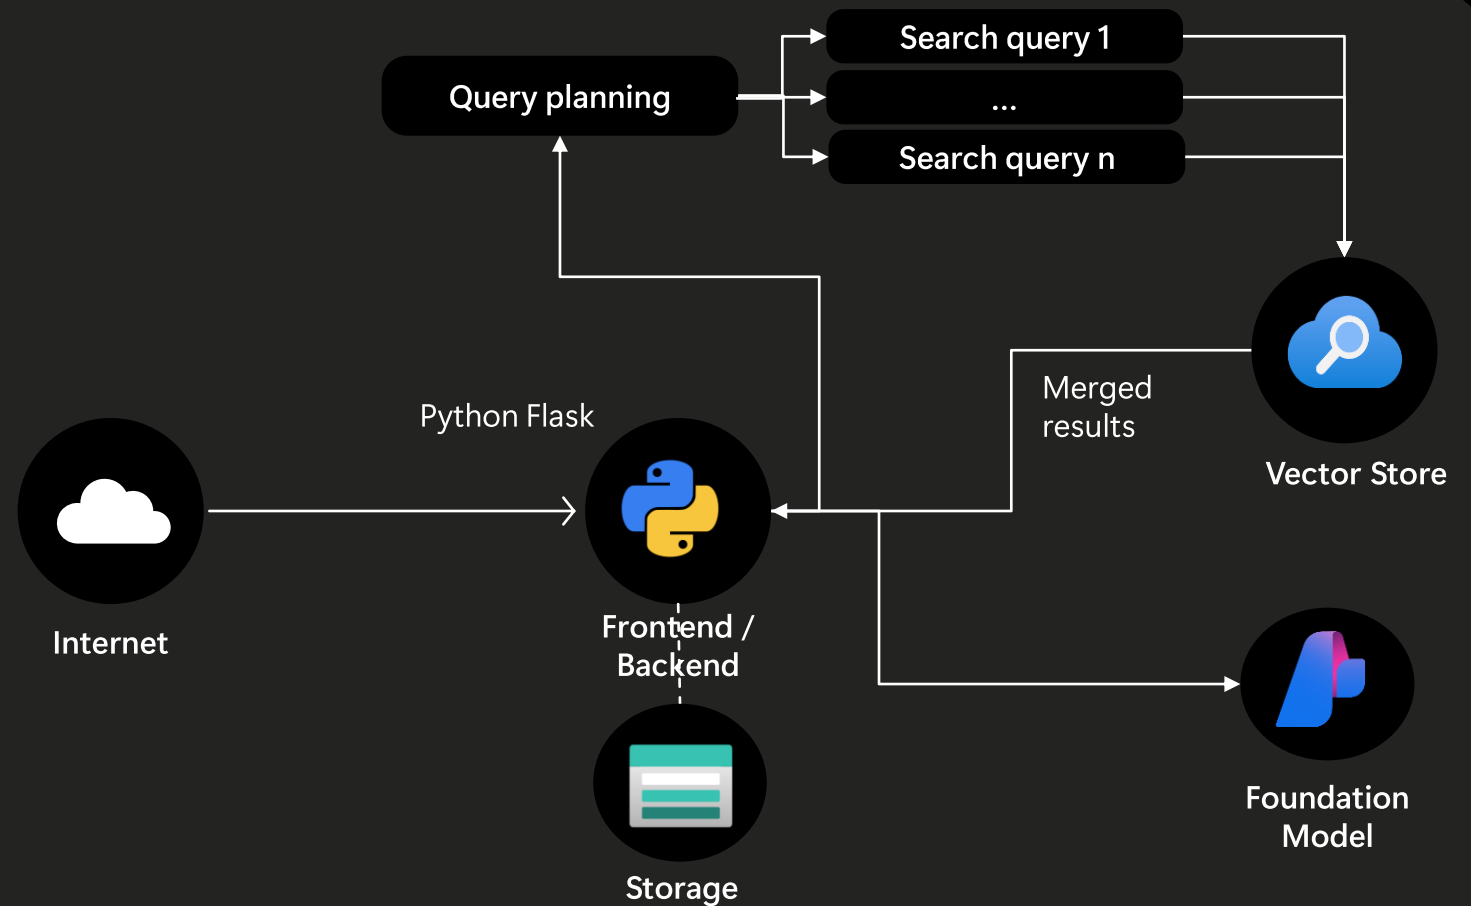 Search query 1
Query planning
...
Search query n
Merged
results
Python Flask
Vector Store
Internet
Frontend /
Backend
Foundation
Model
Storage